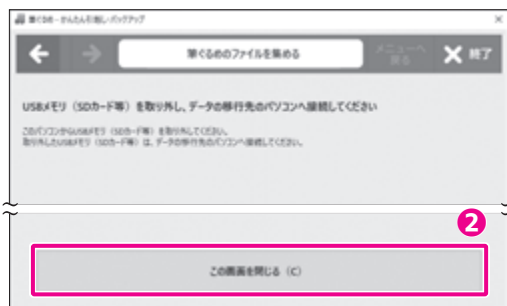 筆ぐるめ - かんたん引越し・バックアップ
筆ぐるめのファイルを集める
メニューへ
戻る
終了
USBメモリ（SDカード等）を取り外し、データの移行先のパソコンへ接続してください
このパソコンからUSBメモリ（SDカード等）を取り外してください。
取り外したUSBメモリ（SDカード等）は、データの移行先のパソコンへ接続してください。
2
この画面を閉じる（C）